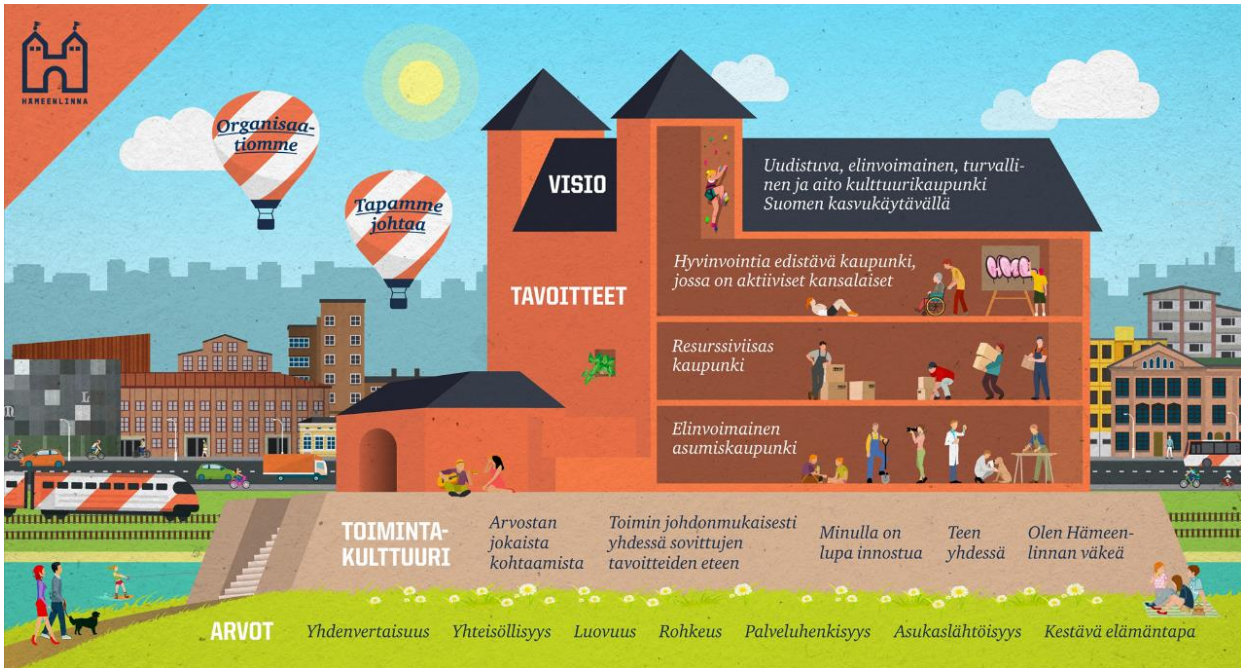 HÄMEENLINNA
Organisaa-
tiomme
Tapamme
johtaa
VISIO
Uudistuva, elinvoimainen, turvalli-
nen ja aito kulttuurikaupunki
Suomen kasvukäytävällä
TAVOITTEET
Hyvinvointia edistävä kaupunki,
jossa on aktiiviset kansalaiset
HML
Resurssiviisas
kaupunki
Elinvoimainen
asumiskaupunki
TOIMINTA-
KULTTUURI
Arvostan
jokaista
kohtaamista
Toimin johdonmukaisesti
yhdessä sovittujen
tavoitteiden eteen
Minulla on
lupa innostua
Teen
yhdessä
Olen Hämeen-
linnan väkeä
ARVOT
Yhdenvertaisuus Yhteisöllisyys Luovuus Rohkeus Palveluhenkisyys Asukaslähtöisyys Kestävä elämäntapa